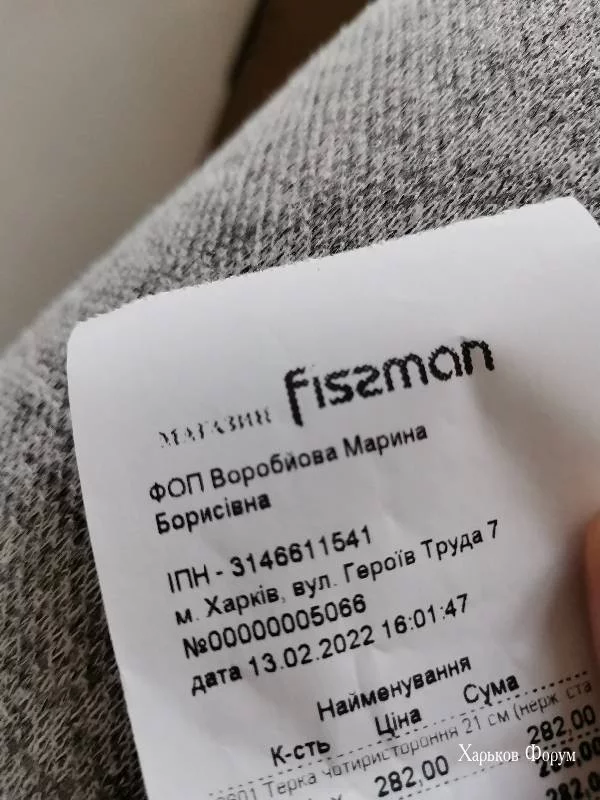 МАГАЗИН fissman
ФОП Воробйова Марина
Борисівна
ІПН - 3146611541
м. Харків, вул. Героїв Труда 7
№00000005066
дата 13.02.2022 16:01:47
Найменування
К-сть Ціна Сума
Терка чотиристороння 21 см (нерж ста
282,00 282,00
Харьков Форум